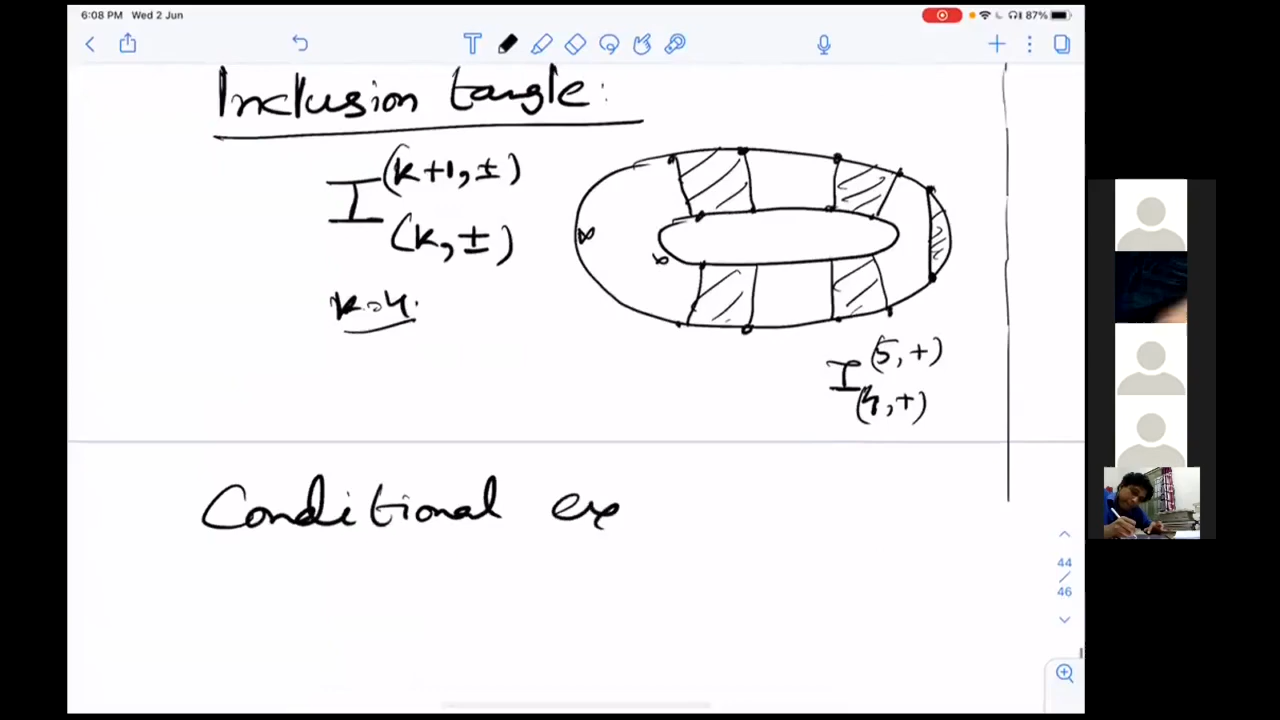 6:08 PM Wed 2 Jun
87%
Inclusion tangle:
I (k+1, ±)
(k, ±)
k=4.
I (5,+)
(4,+)
Conditional ex
44
/
46